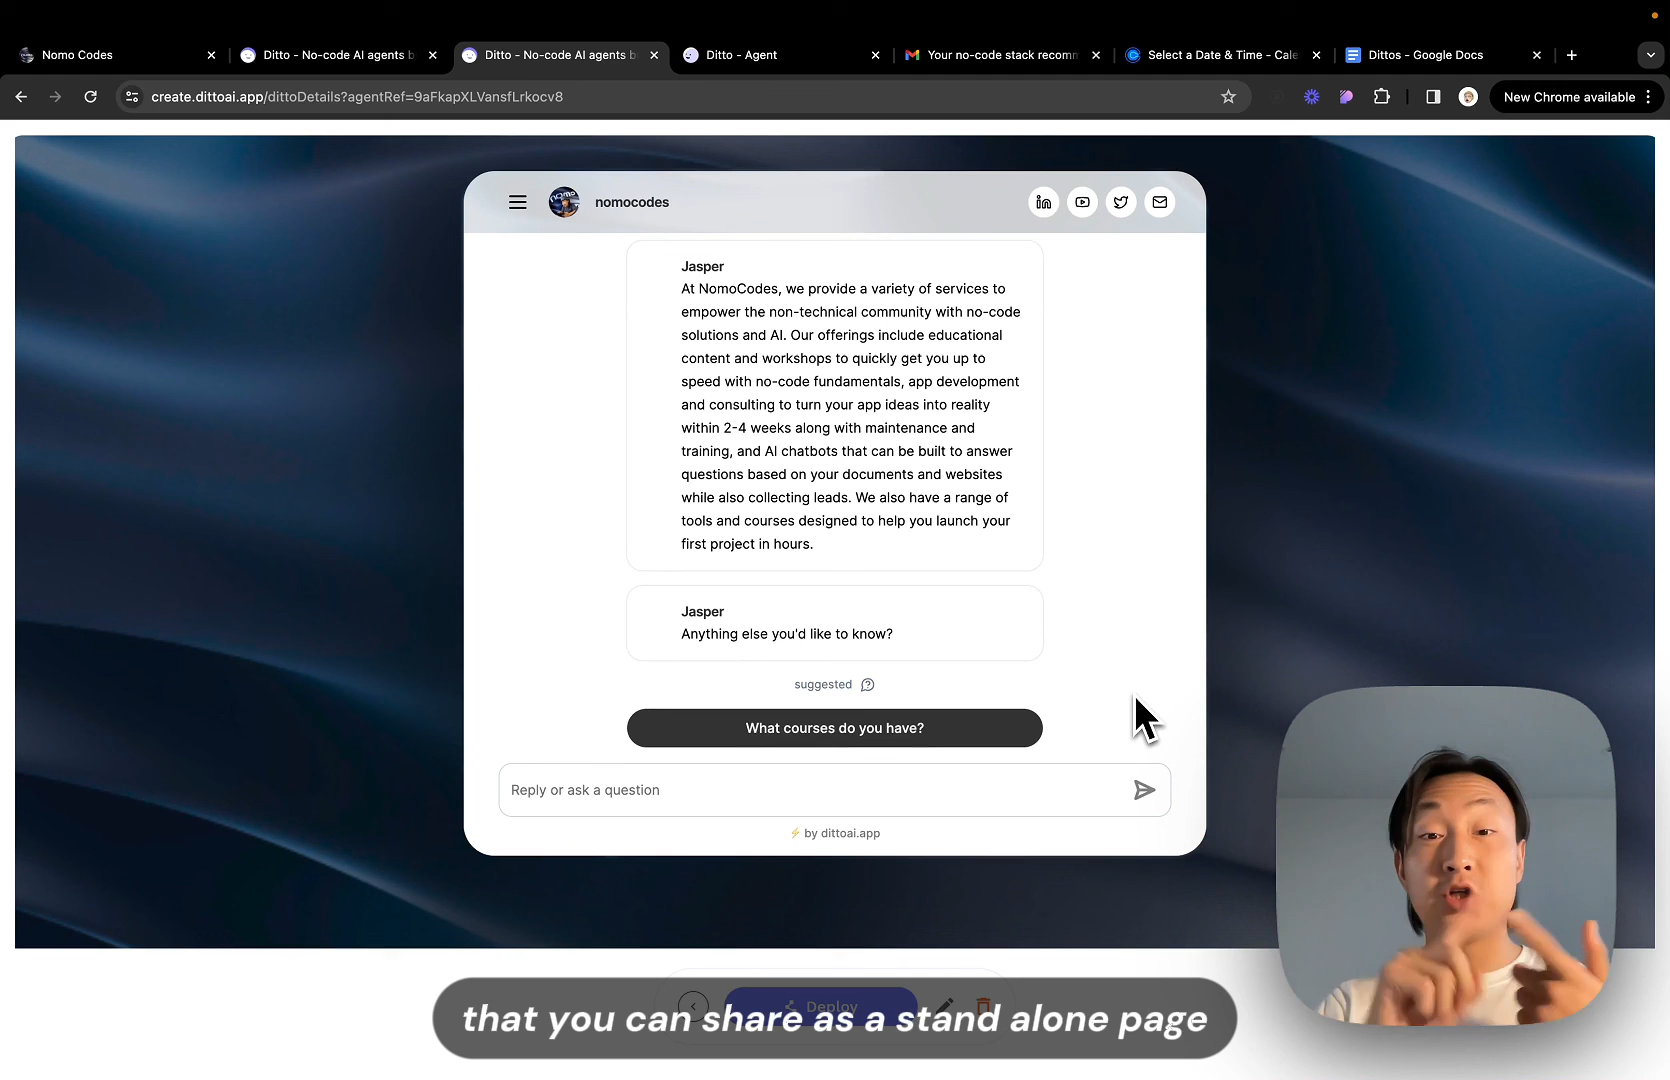 Nomo Codes
Ditto - No-code AI agents b
Ditto - No-code AI agents b
Ditto - Agent
Your no-code stack recomm
Select a Date & Time - Cale
Dittos - Google Docs
create.dittoai.app/dittoDetails?agentRef=9aFkapXLVansfLrkocv8
New Chrome available
nomocodes
Jasper
At NomoCodes, we provide a variety of services to
empower the non-technical community with no-code
solutions and AI. Our offerings include educational
content and workshops to quickly get you up to
speed with no-code fundamentals, app development
and consulting to turn your app ideas into reality
within 2-4 weeks along with maintenance and
training, and AI chatbots that can be built to answer
questions based on your documents and websites
while also collecting leads. We also have a range of
tools and courses designed to help you launch your
first project in hours.
Jasper
Anything else you'd like to know?
suggested
What courses do you have?
Reply or ask a question
⚡ by dittoai.app
Deploy
that you can share as a stand alone page